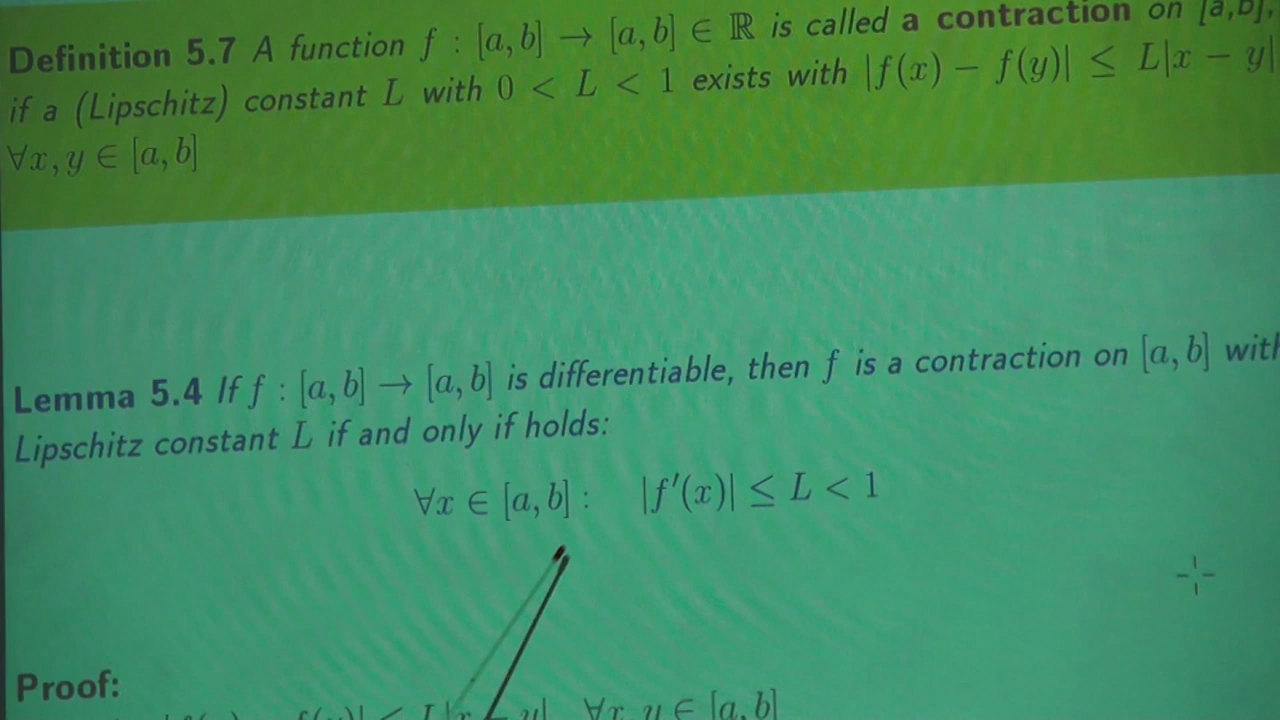 Definition 5.7 A function f : [a, b] → [a, b] ∈ ℝ is called a contraction on [a,b],
if a (Lipschitz) constant L with 0 < L < 1 exists with |f(x) − f(y)| ≤ L|x − y|
∀x, y ∈ [a, b]
Lemma 5.4 If f : [a, b] → [a, b] is differentiable, then f is a contraction on [a, b] with
Lipschitz constant L if and only if holds:
∀x ∈ [a, b] : |f′(x)| ≤ L < 1
Proof:
∀x, y ∈ [a, b]